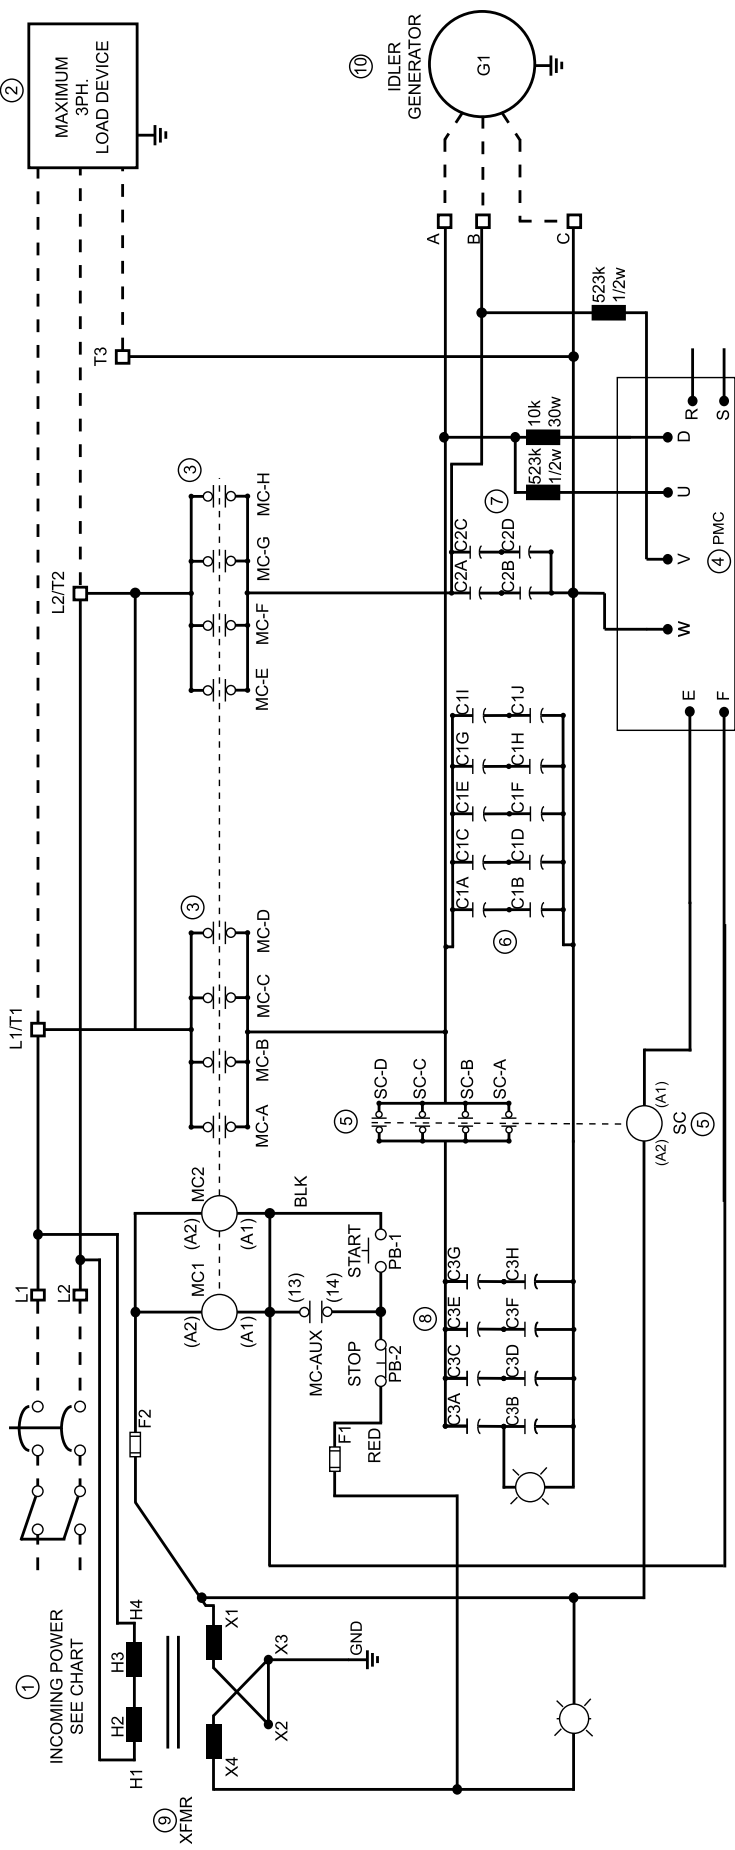 1
INCOMING POWER
SEE CHART
L1
L2
L1/T1
L2/T2
T3
2
MAXIMUM
3PH.
LOAD DEVICE
H1
H2
H3
H4
9
XFMR
X4
X1
X2
X3
GND
F2
(A2)
MC1
(A1)
(A2)
MC2
(A1)
BLK
(13)
MC-AUX
(14)
STOP
PB-2
START
PB-1
F1
RED
3
MC-A
MC-B
MC-C
MC-D
3
MC-E
MC-F
MC-G
MC-H
5
SC-D
SC-C
SC-B
SC-A
8
C3A
C3C
C3E
C3G
C3B
C3D
C3F
C3H
6
C1A
C1C
C1E
C1G
C1I
C1B
C1D
C1F
C1H
C1J
7
C2A
C2C
C2B
C2D
10
IDLER
GENERATOR
G1
A
B
C
523k
1/2w
10k
30w
523k
1/2w
(A2)
(A1)
SC
5
4
PMC
E
F
W
V
U
D
R
S